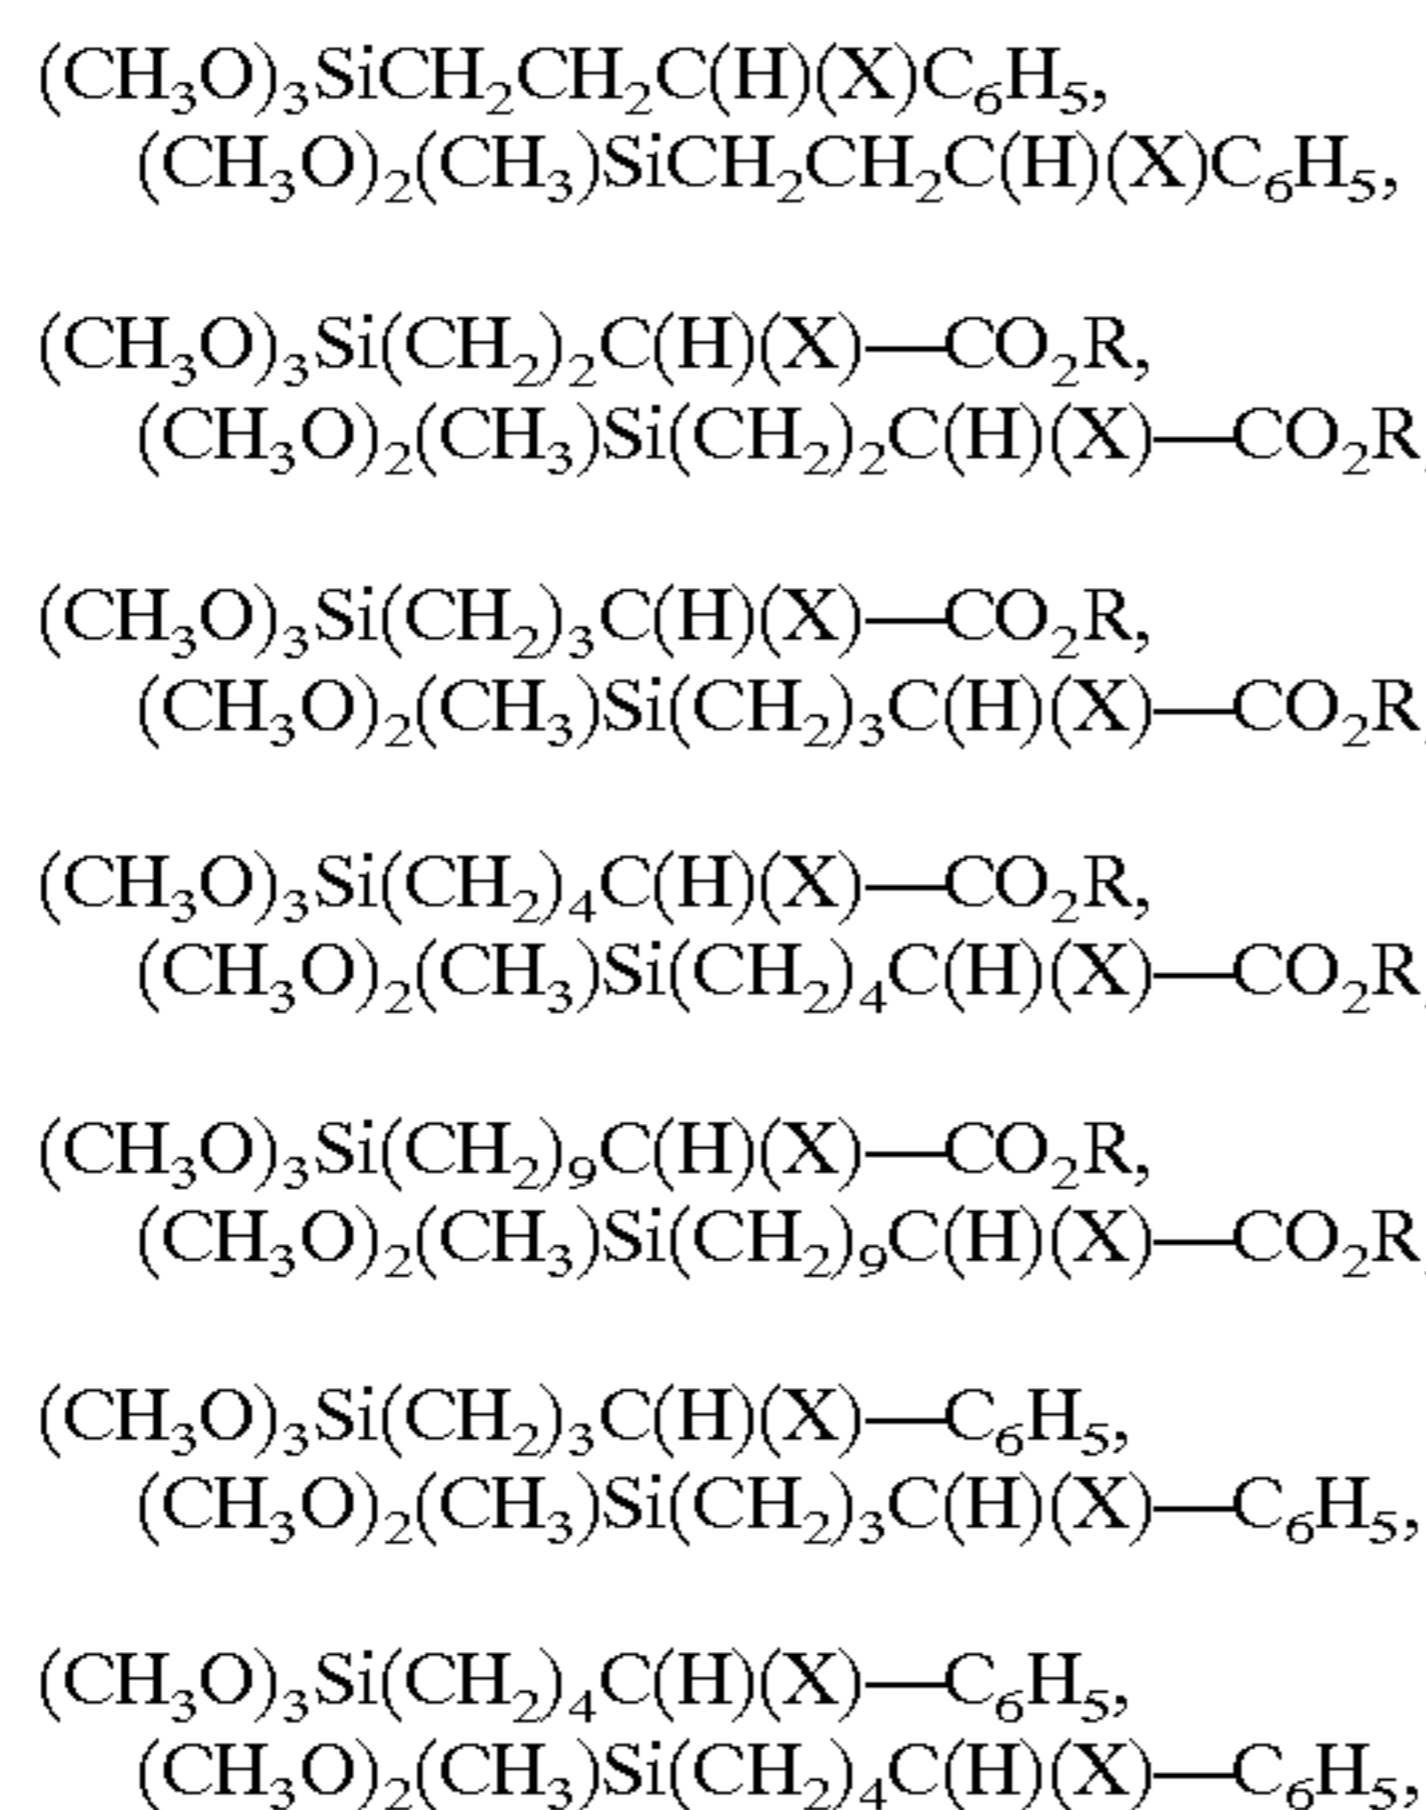 (CH₃O)₃SiCH₂CH₂C(H)(X)C₆H₅,
(CH₃O)₂(CH₃)SiCH₂CH₂C(H)(X)C₆H₅,
(CH₃O)₃Si(CH₂)₂C(H)(X)—CO₂R,
(CH₃O)₂(CH₃)Si(CH₂)₂C(H)(X)—CO₂R,
(CH₃O)₃Si(CH₂)₃C(H)(X)—CO₂R,
(CH₃O)₂(CH₃)Si(CH₂)₃C(H)(X)—CO₂R,
(CH₃O)₃Si(CH₂)₄C(H)(X)—CO₂R,
(CH₃O)₂(CH₃)Si(CH₂)₄C(H)(X)—CO₂R,
(CH₃O)₃Si(CH₂)₉C(H)(X)—CO₂R,
(CH₃O)₂(CH₃)Si(CH₂)₉C(H)(X)—CO₂R,
(CH₃O)₃Si(CH₂)₃C(H)(X)—C₆H₅,
(CH₃O)₂(CH₃)Si(CH₂)₃C(H)(X)—C₆H₅,
(CH₃O)₃Si(CH₂)₄C(H)(X)—C₆H₅,
(CH₃O)₂(CH₃)Si(CH₂)₄C(H)(X)—C₆H₅,